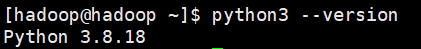 [hadoop@hadoop ~]$ python3 --version
Python 3.8.18